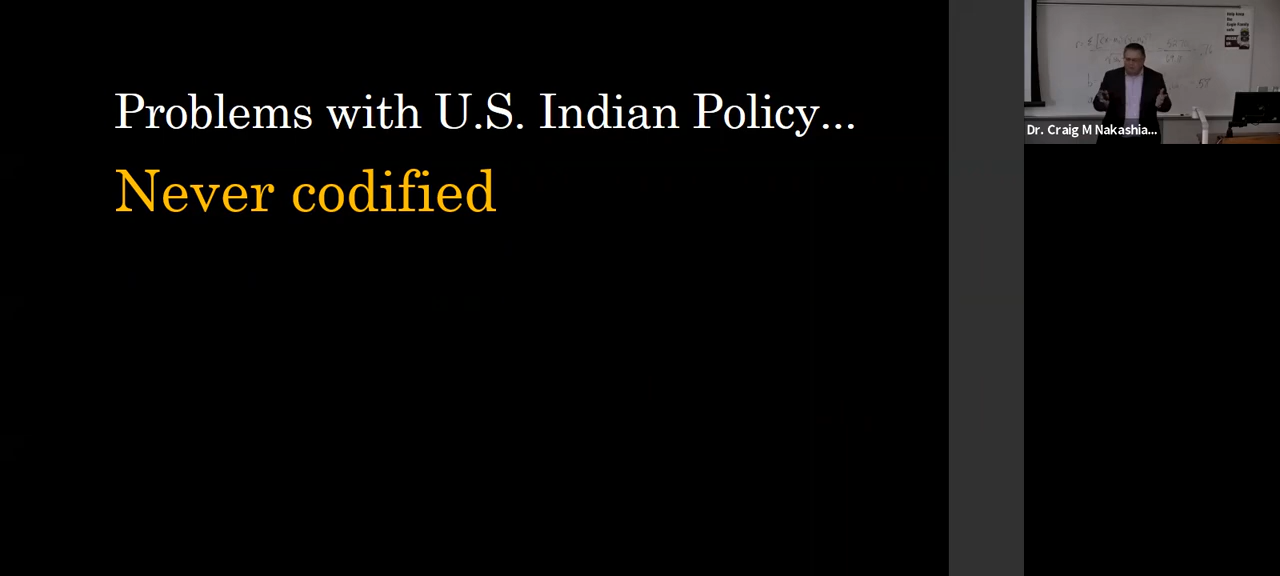 Problems with U.S. Indian Policy...
Never codified
Dr. Craig M Nakashia...